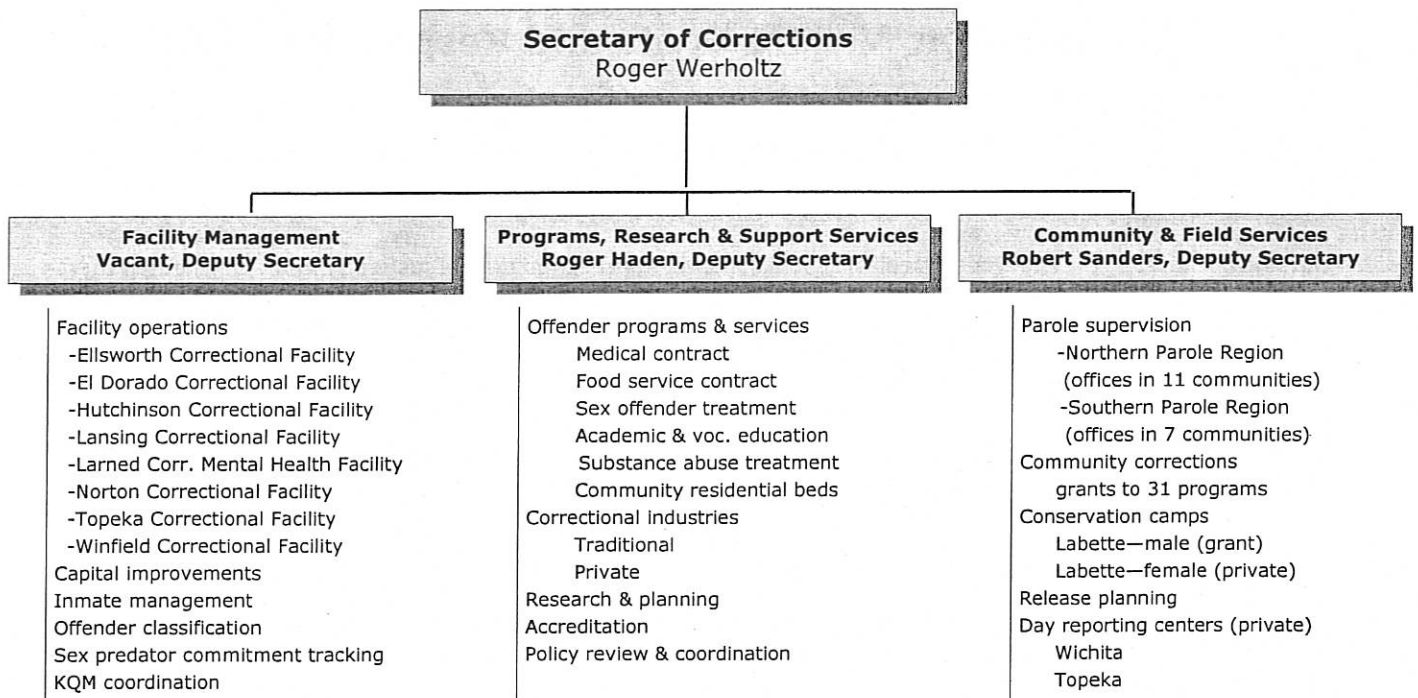 Secretary of Corrections
Roger Werholtz
Facility Management
Vacant, Deputy Secretary
Facility operations
-Ellsworth Correctional Facility
-El Dorado Correctional Facility
-Hutchinson Correctional Facility
-Lansing Correctional Facility
-Larned Corr. Mental Health Facility
-Norton Correctional Facility
-Topeka Correctional Facility
-Winfield Correctional Facility
Capital improvements
Inmate management
Offender classification
Sex predator commitment tracking
KQM coordination
Programs, Research & Support Services
Roger Haden, Deputy Secretary
Offender programs & services
Medical contract
Food service contract
Sex offender treatment
Academic & voc. education
Substance abuse treatment
Community residential beds
Correctional industries
Traditional
Private
Research & planning
Accreditation
Policy review & coordination
Community & Field Services
Robert Sanders, Deputy Secretary
Parole supervision
-Northern Parole Region
(offices in 11 communities)
-Southern Parole Region
(offices in 7 communities)
Community corrections
grants to 31 programs
Conservation camps
Labette—male (grant)
Labette—female (private)
Release planning
Day reporting centers (private)
Wichita
Topeka